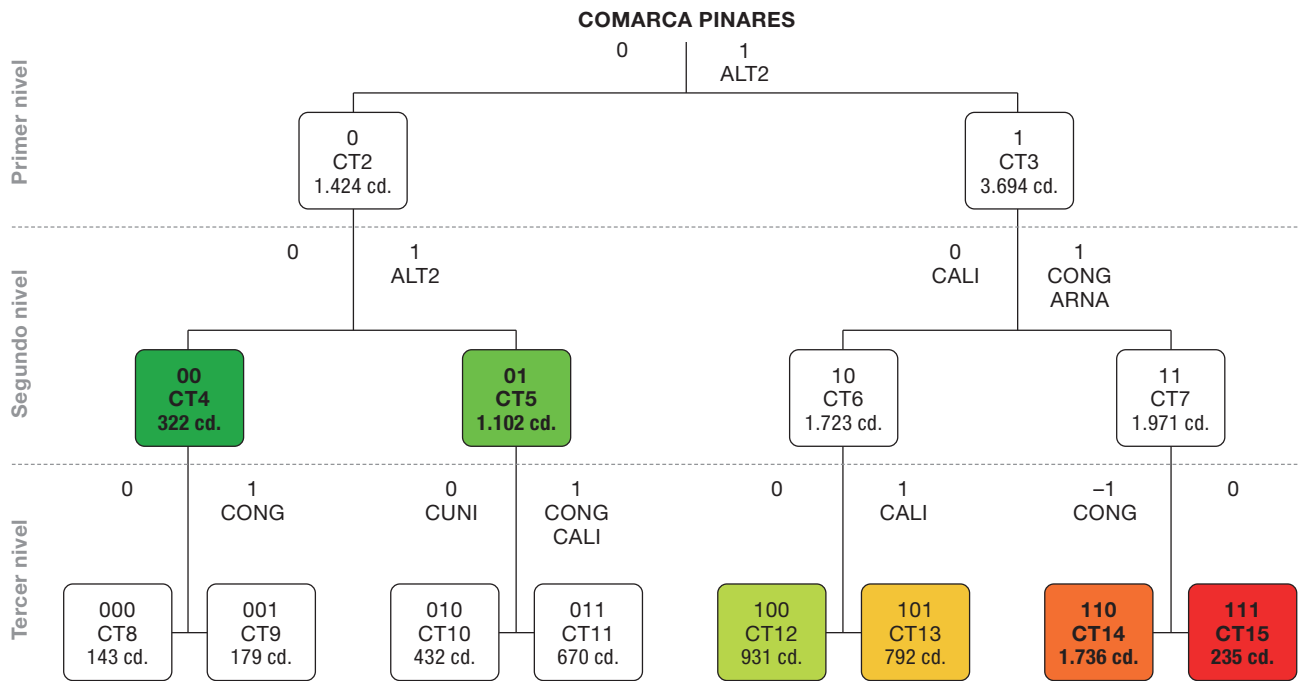 COMARCA PINARES
Primer nivel
0 1
ALT2
0
CT2
1.424 cd.
1
CT3
3.694 cd.
Segundo nivel
0 1
ALT2
0 1
CALI CONG
ARNA
00
CT4
322 cd.
01
CT5
1.102 cd.
10
CT6
1.723 cd.
11
CT7
1.971 cd.
Tercer nivel
0 1
CONG
0 1
CUNI CONG
CALI
0 1
CALI
–1 0
CONG
000
CT8
143 cd.
001
CT9
179 cd.
010
CT10
432 cd.
011
CT11
670 cd.
100
CT12
931 cd.
101
CT13
792 cd.
110
CT14
1.736 cd.
111
CT15
235 cd.